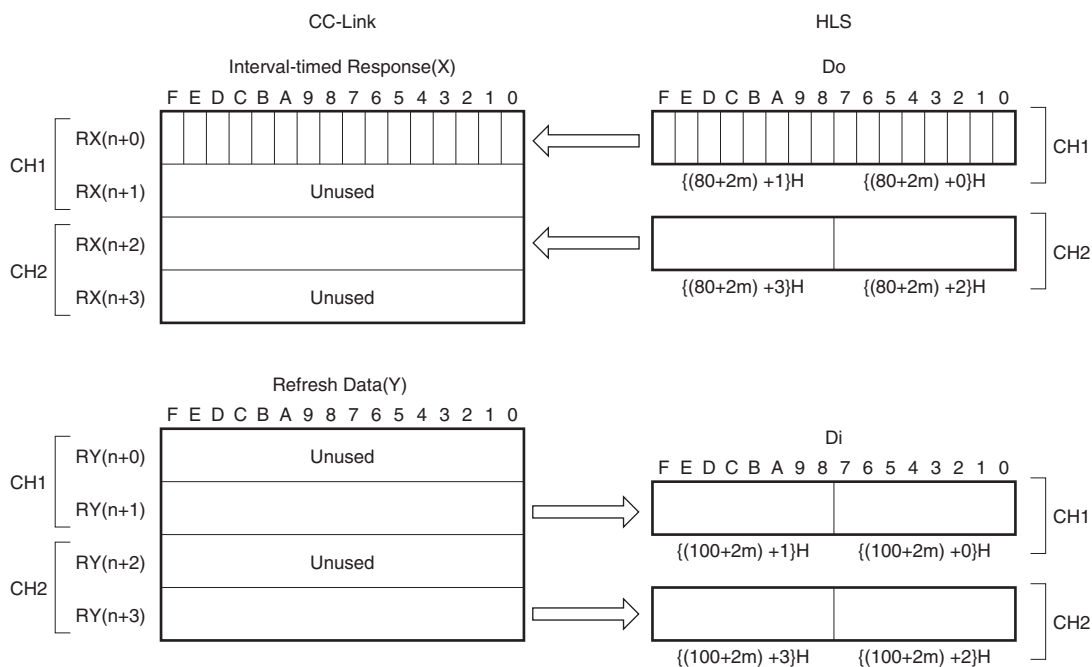 CC-Link HLS
Interval-timed Response(X) Do
F E D C B A 9 8 7 6 5 4 3 2 1 0 F E D C B A 9 8 7 6 5 4 3 2 1 0
CH1 RX(n+0) CH1
{(80+2m) +1}H {(80+2m) +0}H
RX(n+1) Unused
CH2 RX(n+2) CH2
RX(n+3) Unused {(80+2m) +3}H {(80+2m) +2}H
Refresh Data(Y)
F E D C B A 9 8 7 6 5 4 3 2 1 0
RY(n+0) Unused Di
F E D C B A 9 8 7 6 5 4 3 2 1 0
CH1 RY(n+1) CH1
RY(n+2) Unused {(100+2m) +1}H {(100+2m) +0}H
CH2 RY(n+3) CH2
{(100+2m) +3}H {(100+2m) +2}H